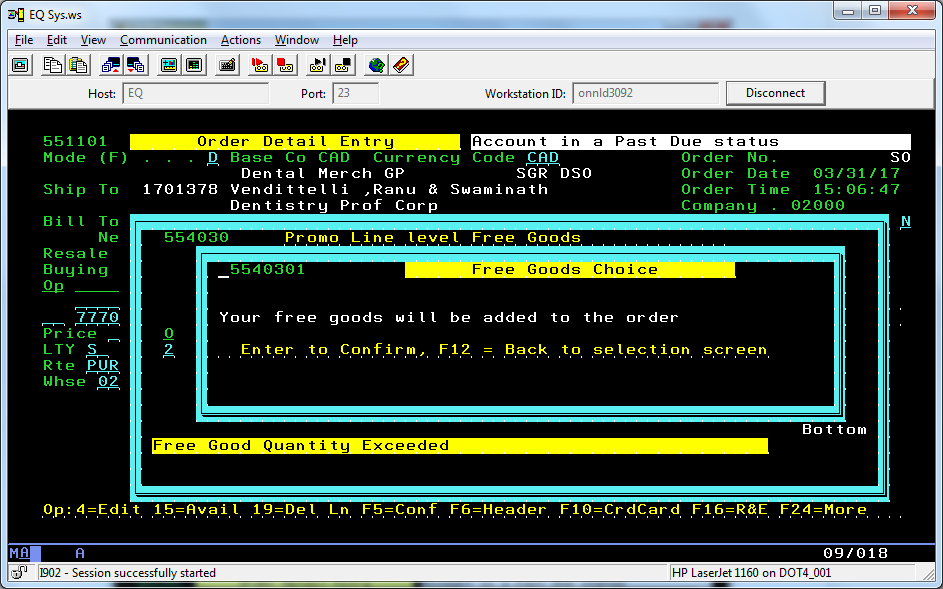 EQ Sys.ws
File Edit View Communication Actions Window Help
Host: EQ Port: 23 Workstation ID: onnld3092 Disconnect
551101 Order Detail Entry Account in a Past Due status
Mode (F) . . . D Base Co CAD Currency Code CAD Order No. SO
Dental Merch GP SGR DSO Order Date 03/31/17
Ship To 1701378 Vendittelli ,Ranu & Swaminath Order Time 15:06:47
Dentistry Prof Corp Company . 02000
Bill To N
Ne 554030 Promo Line level Free Goods
Resale
Buying 5540301 Free Goods Choice
Op
7770 Your free goods will be added to the order
Price O
LTY S 2 Enter to Confirm, F12 = Back to selection screen
Rte PUR
Whse 02
Bottom
Free Good Quantity Exceeded
Op:4=Edit 15=Avail 19=Del Ln F5=Conf F6=Header F10=CrdCard F16=R&E F24=More
MA A 09/018
I902 - Session successfully started HP LaserJet 1160 on DOT4_001